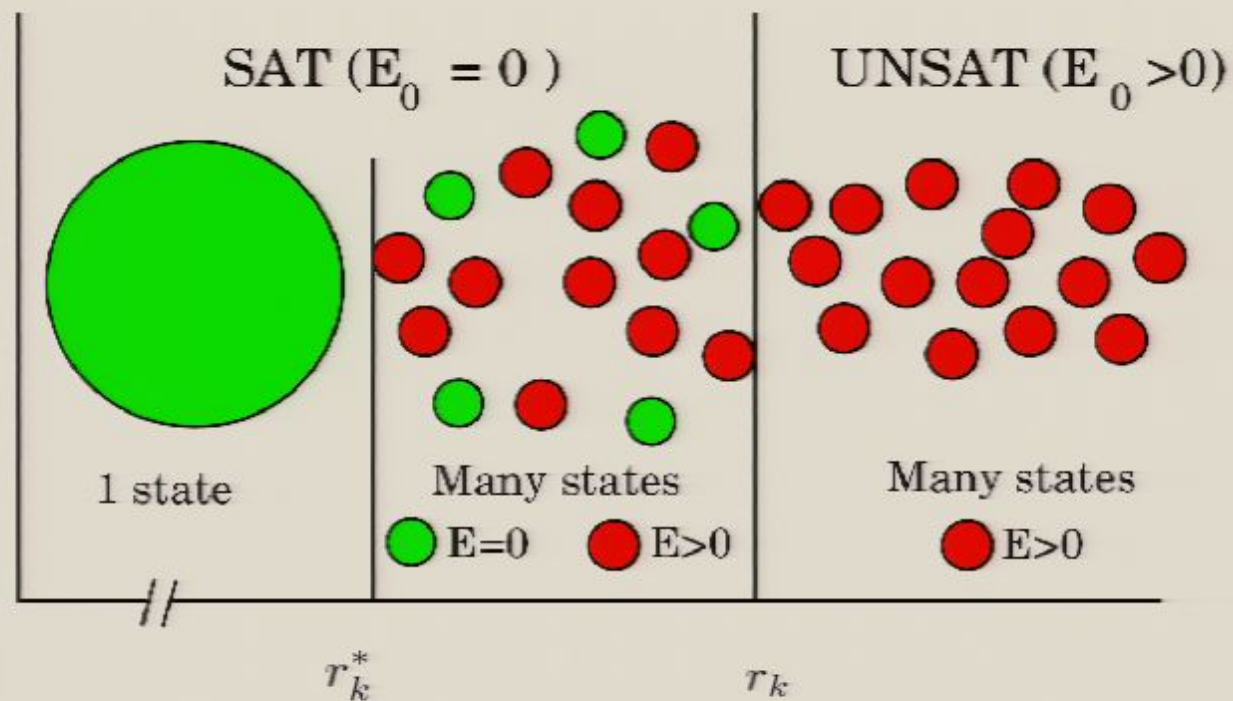 SAT (E₀ = 0 )
UNSAT (E₀ >0)
1 state
Many states
E=0
E>0
Many states
E>0
r*ₖ
rₖ